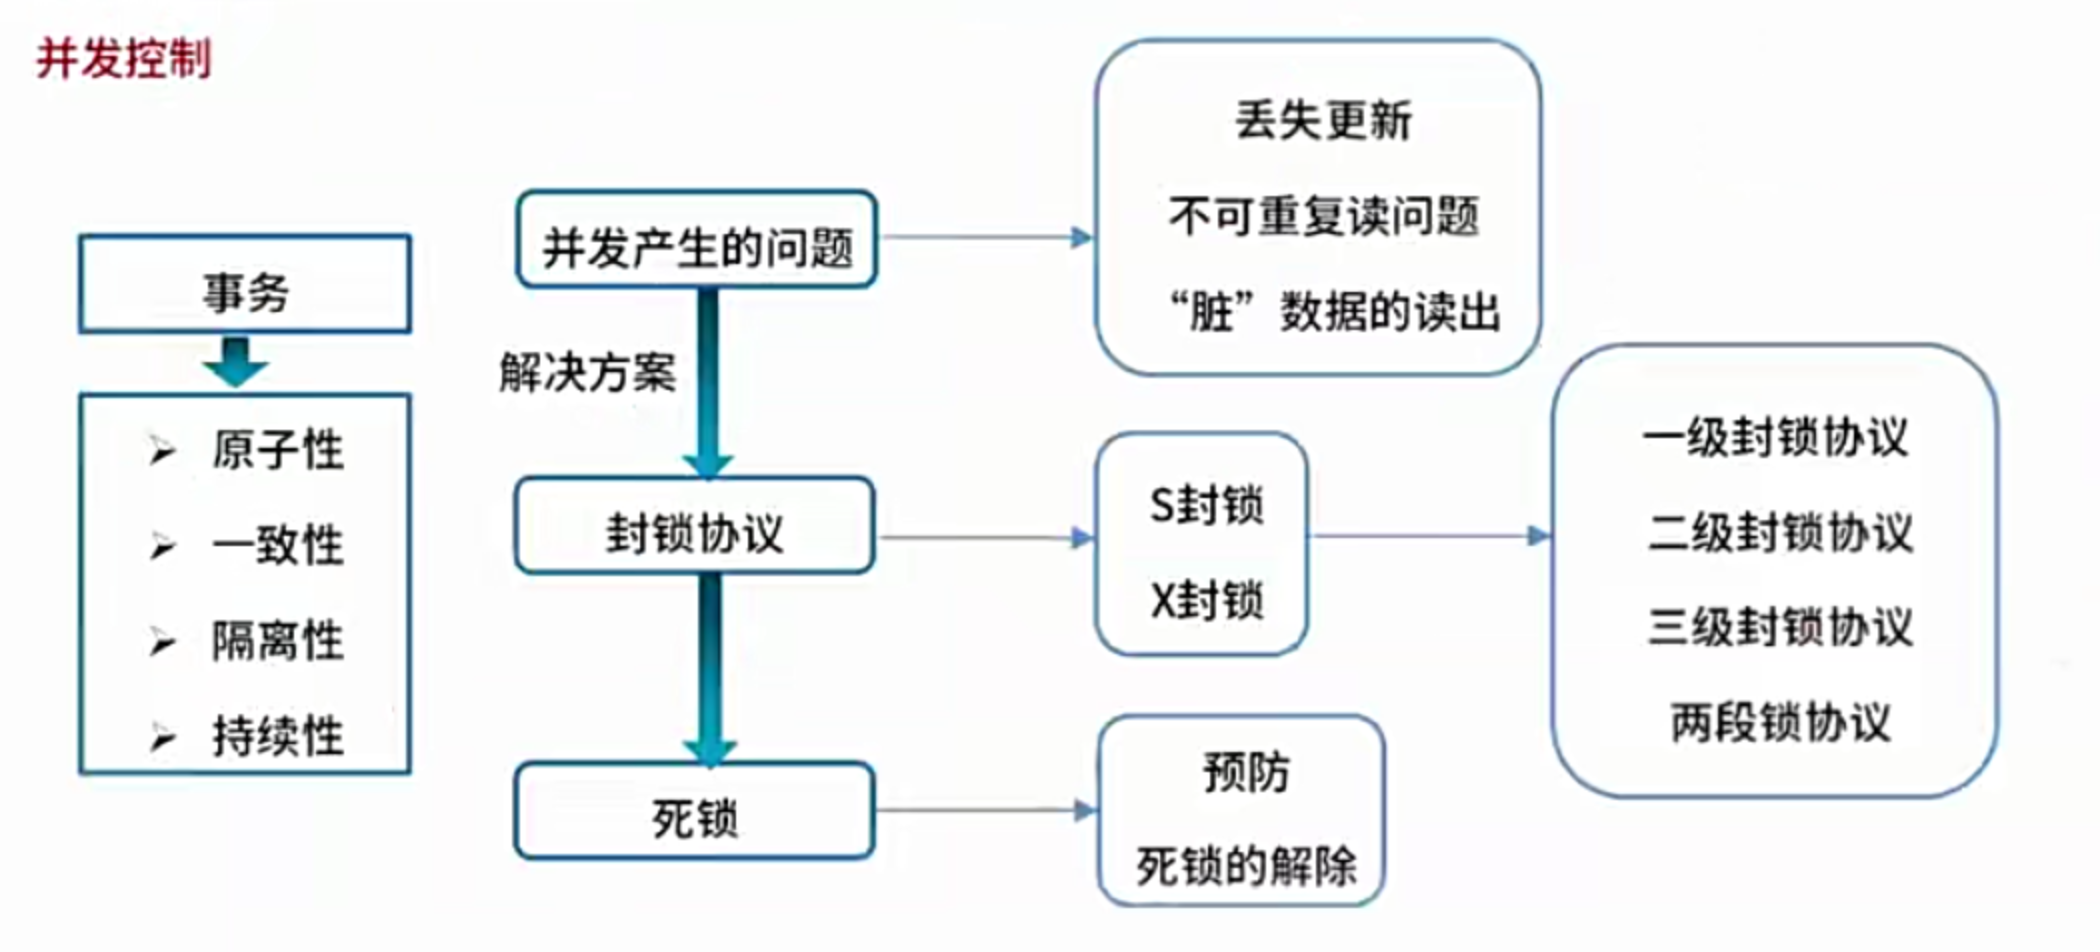 并发控制
事务
原子性
一致性
隔离性
持续性
并发产生的问题
解决方案
封锁协议
死锁
丢失更新
不可重复读问题
“脏”数据的读出
S封锁
X封锁
一级封锁协议
二级封锁协议
三级封锁协议
两段锁协议
预防
死锁的解除